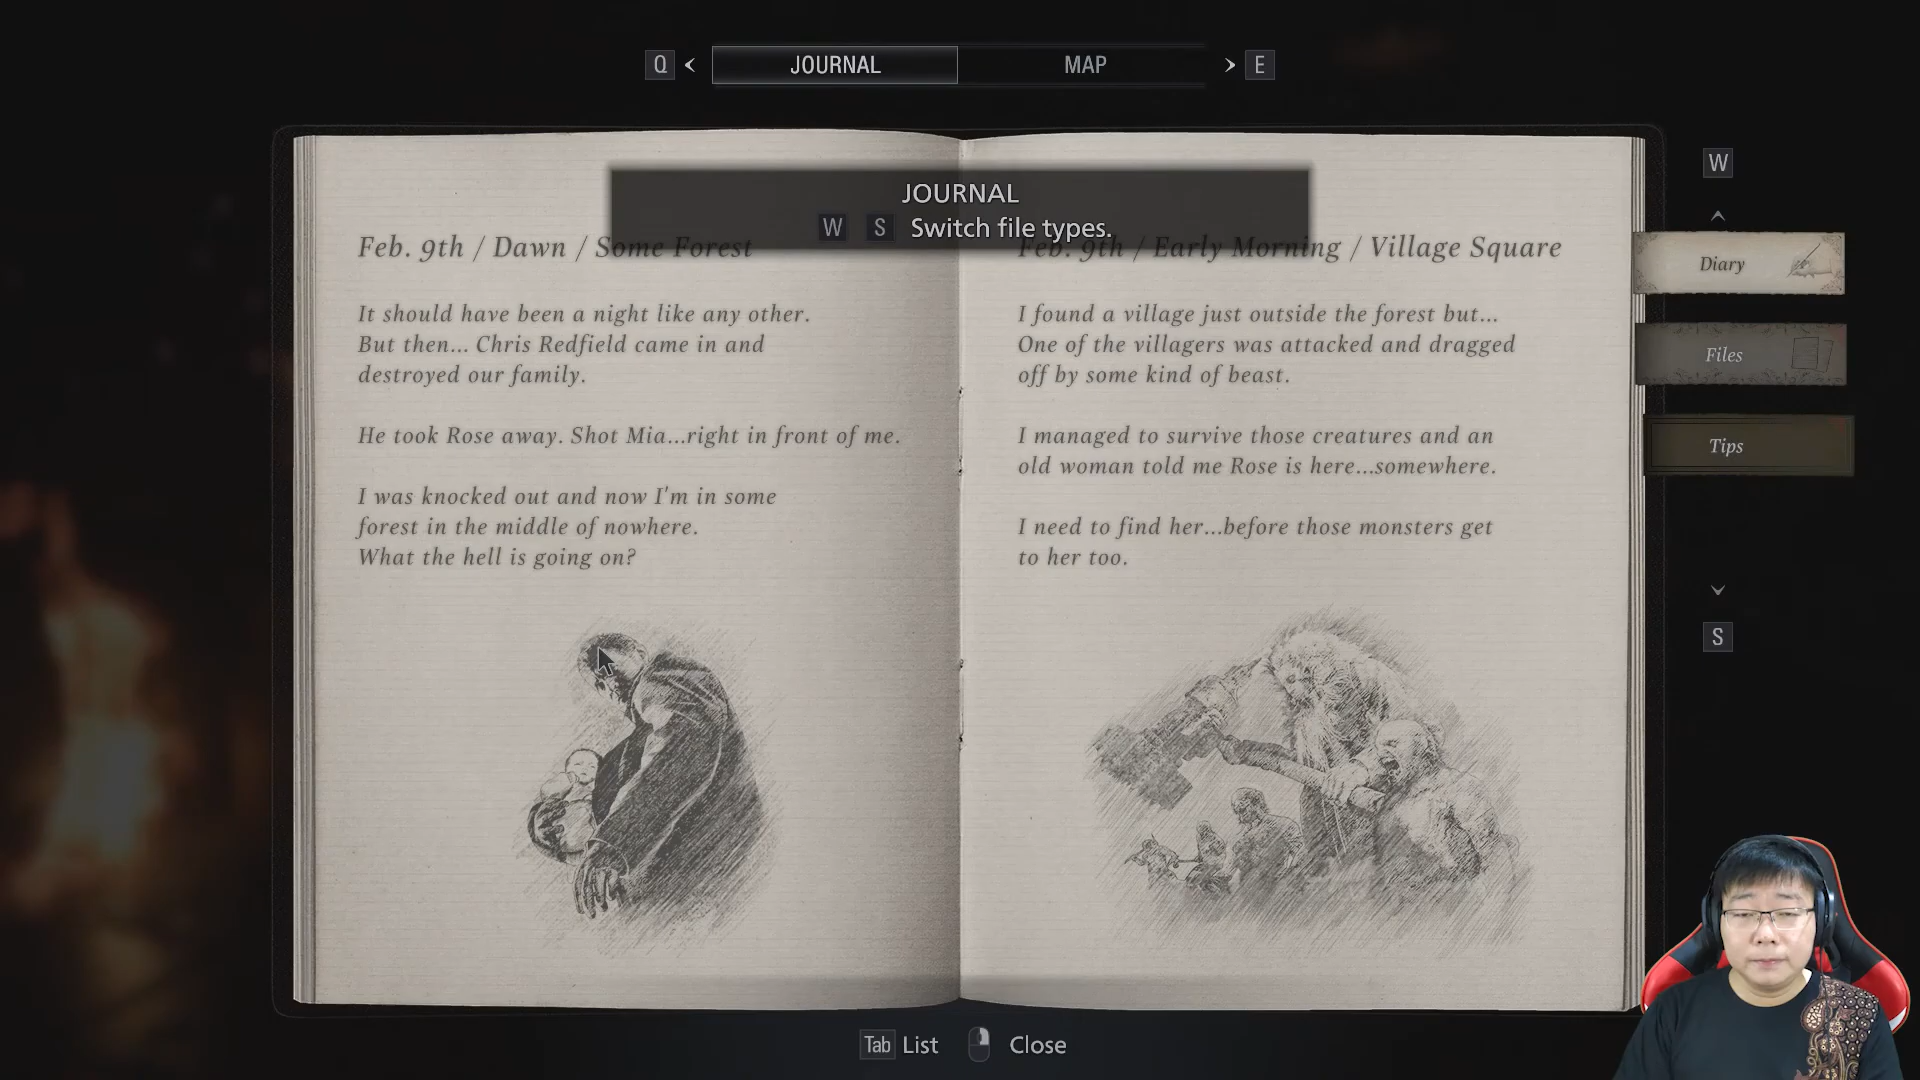 Q < JOURNAL MAP > E
JOURNAL
W S Switch file types.
Feb. 9th / Dawn / Some Forest
It should have been a night like any other.
But then... Chris Redfield came in and
destroyed our family.
He took Rose away. Shot Mia...right in front of me.
I was knocked out and now I'm in some
forest in the middle of nowhere.
What the hell is going on?
Feb. 9th / Early Morning / Village Square
I found a village just outside the forest but...
One of the villagers was attacked and dragged
off by some kind of beast.
I managed to survive those creatures and an
old woman told me Rose is here...somewhere.
I need to find her...before those monsters get
to her too.
W
Diary
Files
Tips
S
Tab List Close